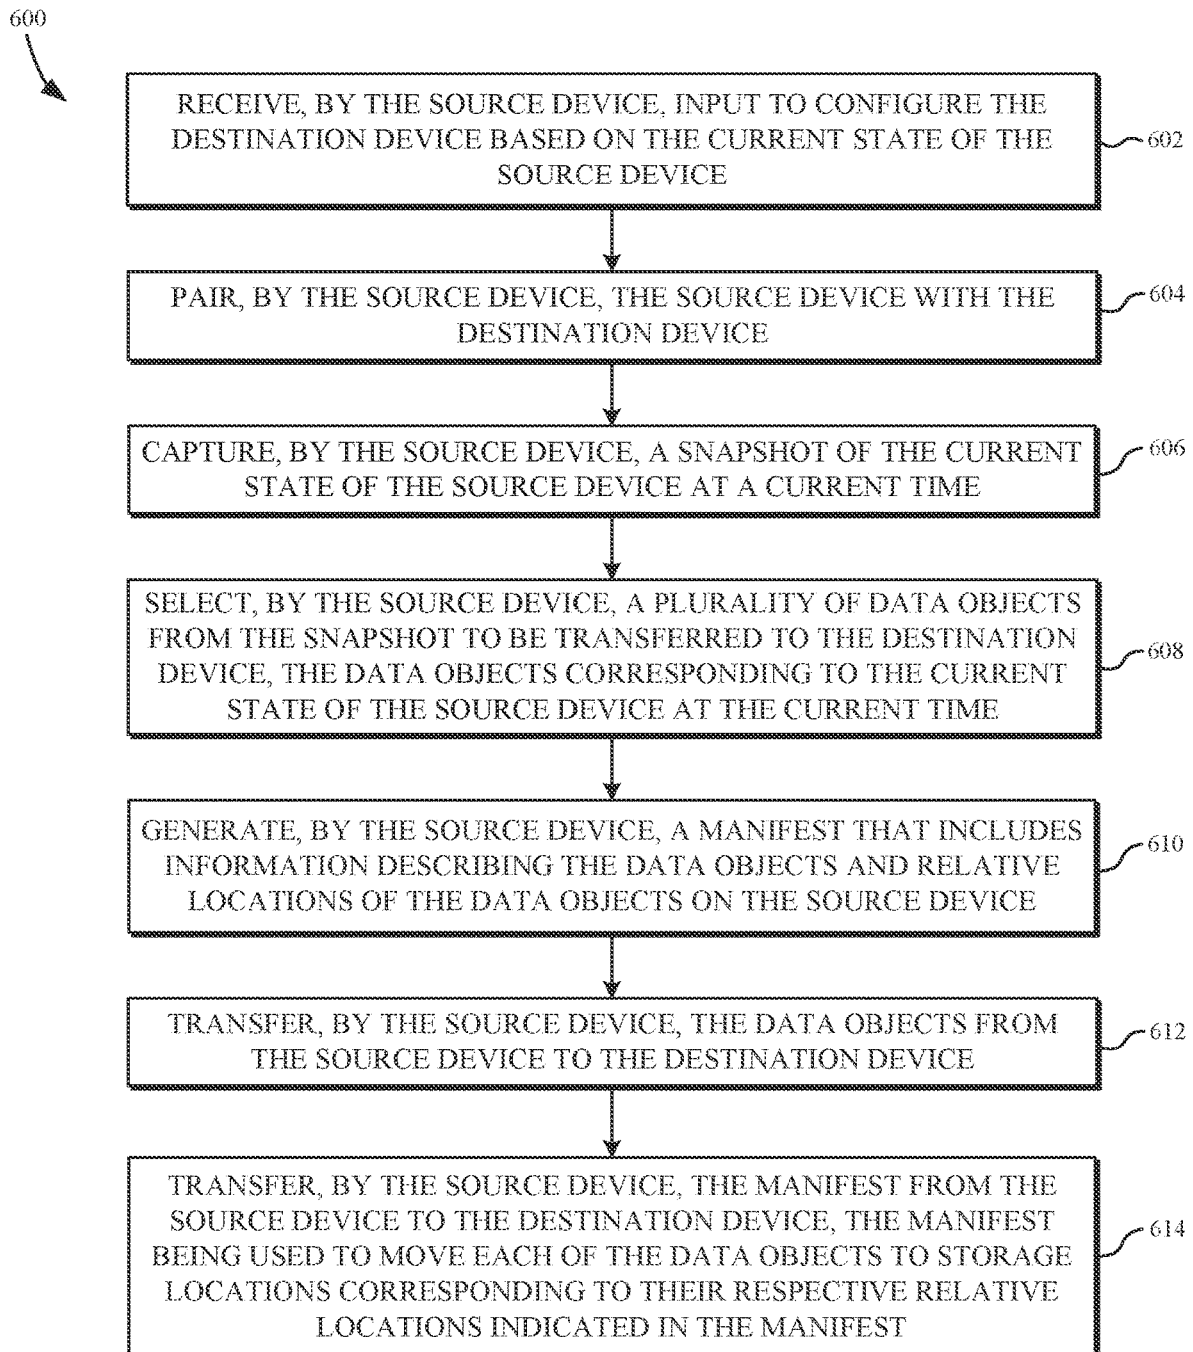 600
RECEIVE, BY THE SOURCE DEVICE, INPUT TO CONFIGURE THE
DESTINATION DEVICE BASED ON THE CURRENT STATE OF THE
SOURCE DEVICE
602
PAIR, BY THE SOURCE DEVICE, THE SOURCE DEVICE WITH THE
DESTINATION DEVICE
604
CAPTURE, BY THE SOURCE DEVICE, A SNAPSHOT OF THE CURRENT
STATE OF THE SOURCE DEVICE AT A CURRENT TIME
606
SELECT, BY THE SOURCE DEVICE, A PLURALITY OF DATA OBJECTS
FROM THE SNAPSHOT TO BE TRANSFERRED TO THE DESTINATION
DEVICE, THE DATA OBJECTS CORRESPONDING TO THE CURRENT
STATE OF THE SOURCE DEVICE AT THE CURRENT TIME
608
GENERATE, BY THE SOURCE DEVICE, A MANIFEST THAT INCLUDES
INFORMATION DESCRIBING THE DATA OBJECTS AND RELATIVE
LOCATIONS OF THE DATA OBJECTS ON THE SOURCE DEVICE
610
TRANSFER, BY THE SOURCE DEVICE, THE DATA OBJECTS FROM
THE SOURCE DEVICE TO THE DESTINATION DEVICE
612
TRANSFER, BY THE SOURCE DEVICE, THE MANIFEST FROM THE
SOURCE DEVICE TO THE DESTINATION DEVICE, THE MANIFEST
BEING USED TO MOVE EACH OF THE DATA OBJECTS TO STORAGE
LOCATIONS CORRESPONDING TO THEIR RESPECTIVE RELATIVE
LOCATIONS INDICATED IN THE MANIFEST
614